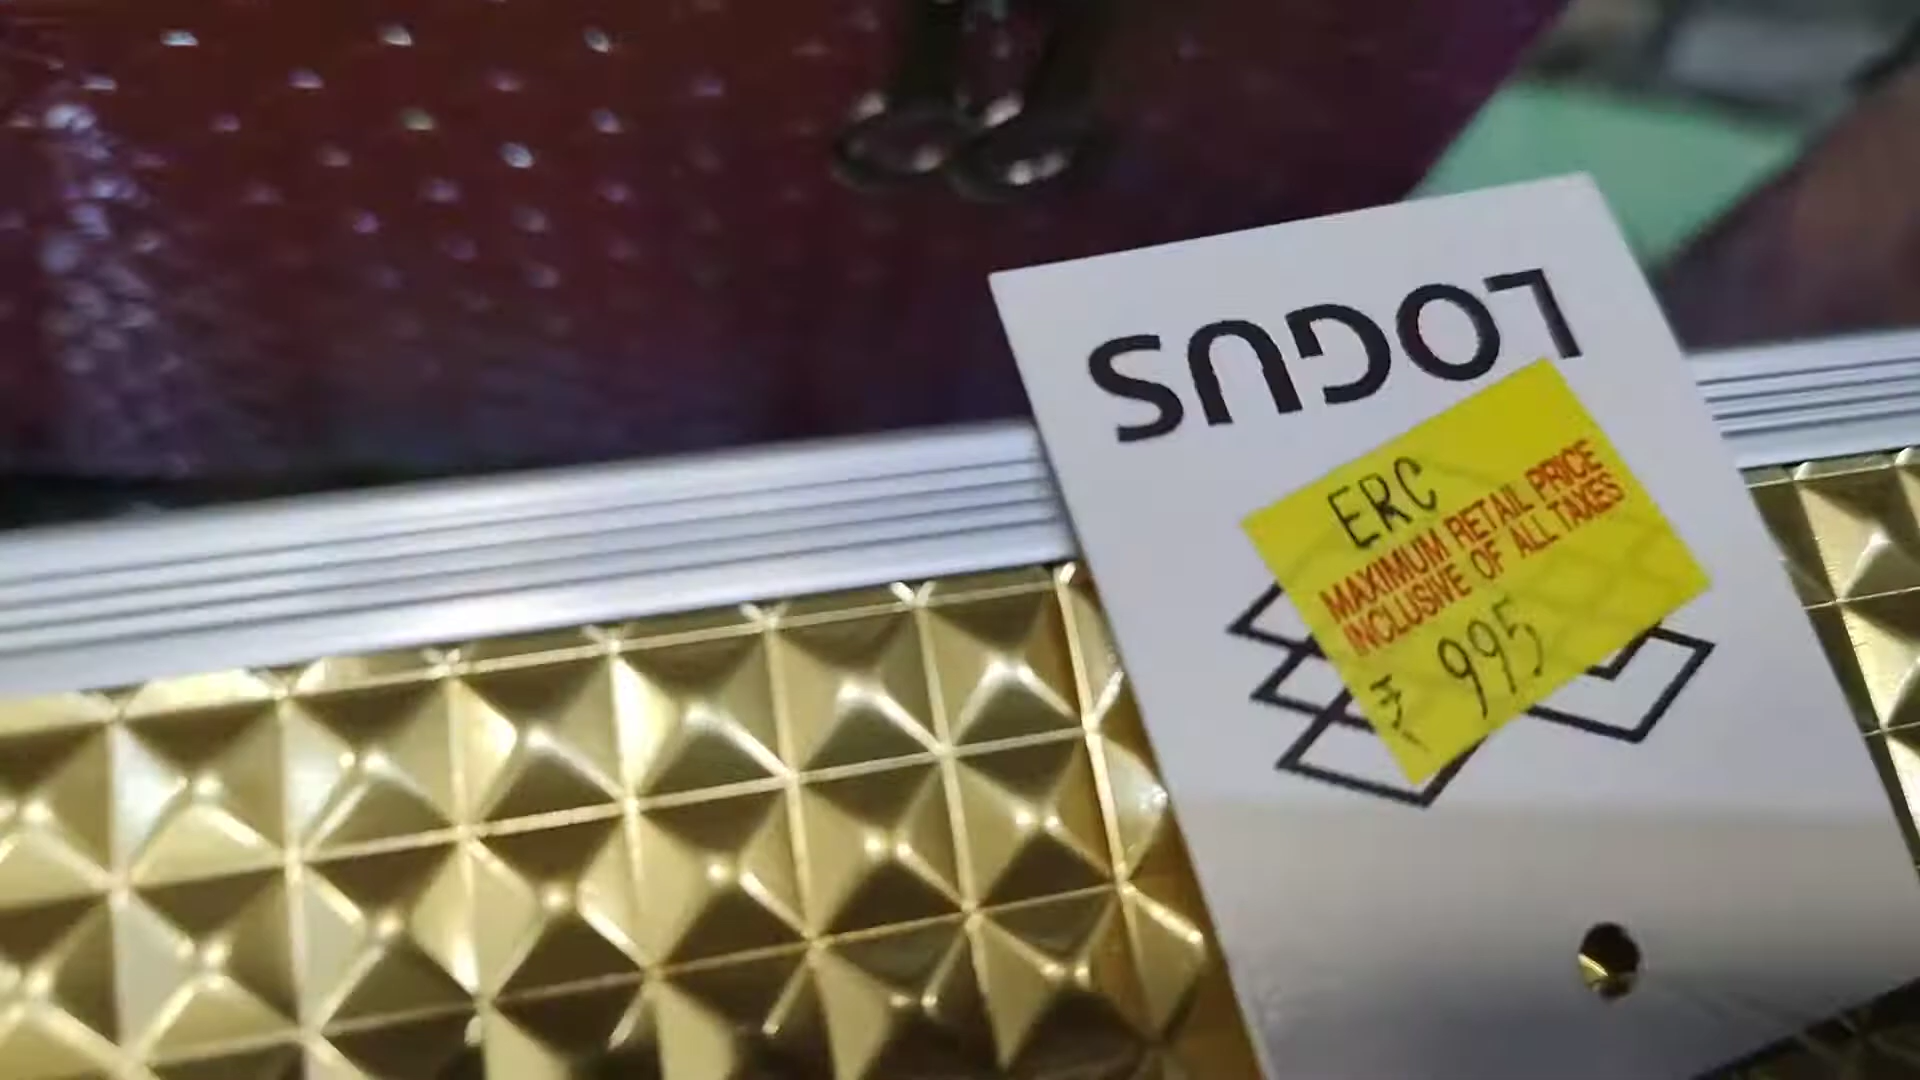 LOGUS
ERC
MAXIMUM RETAIL PRICE
INCLUSIVE OF ALL TAXES
₹ 995